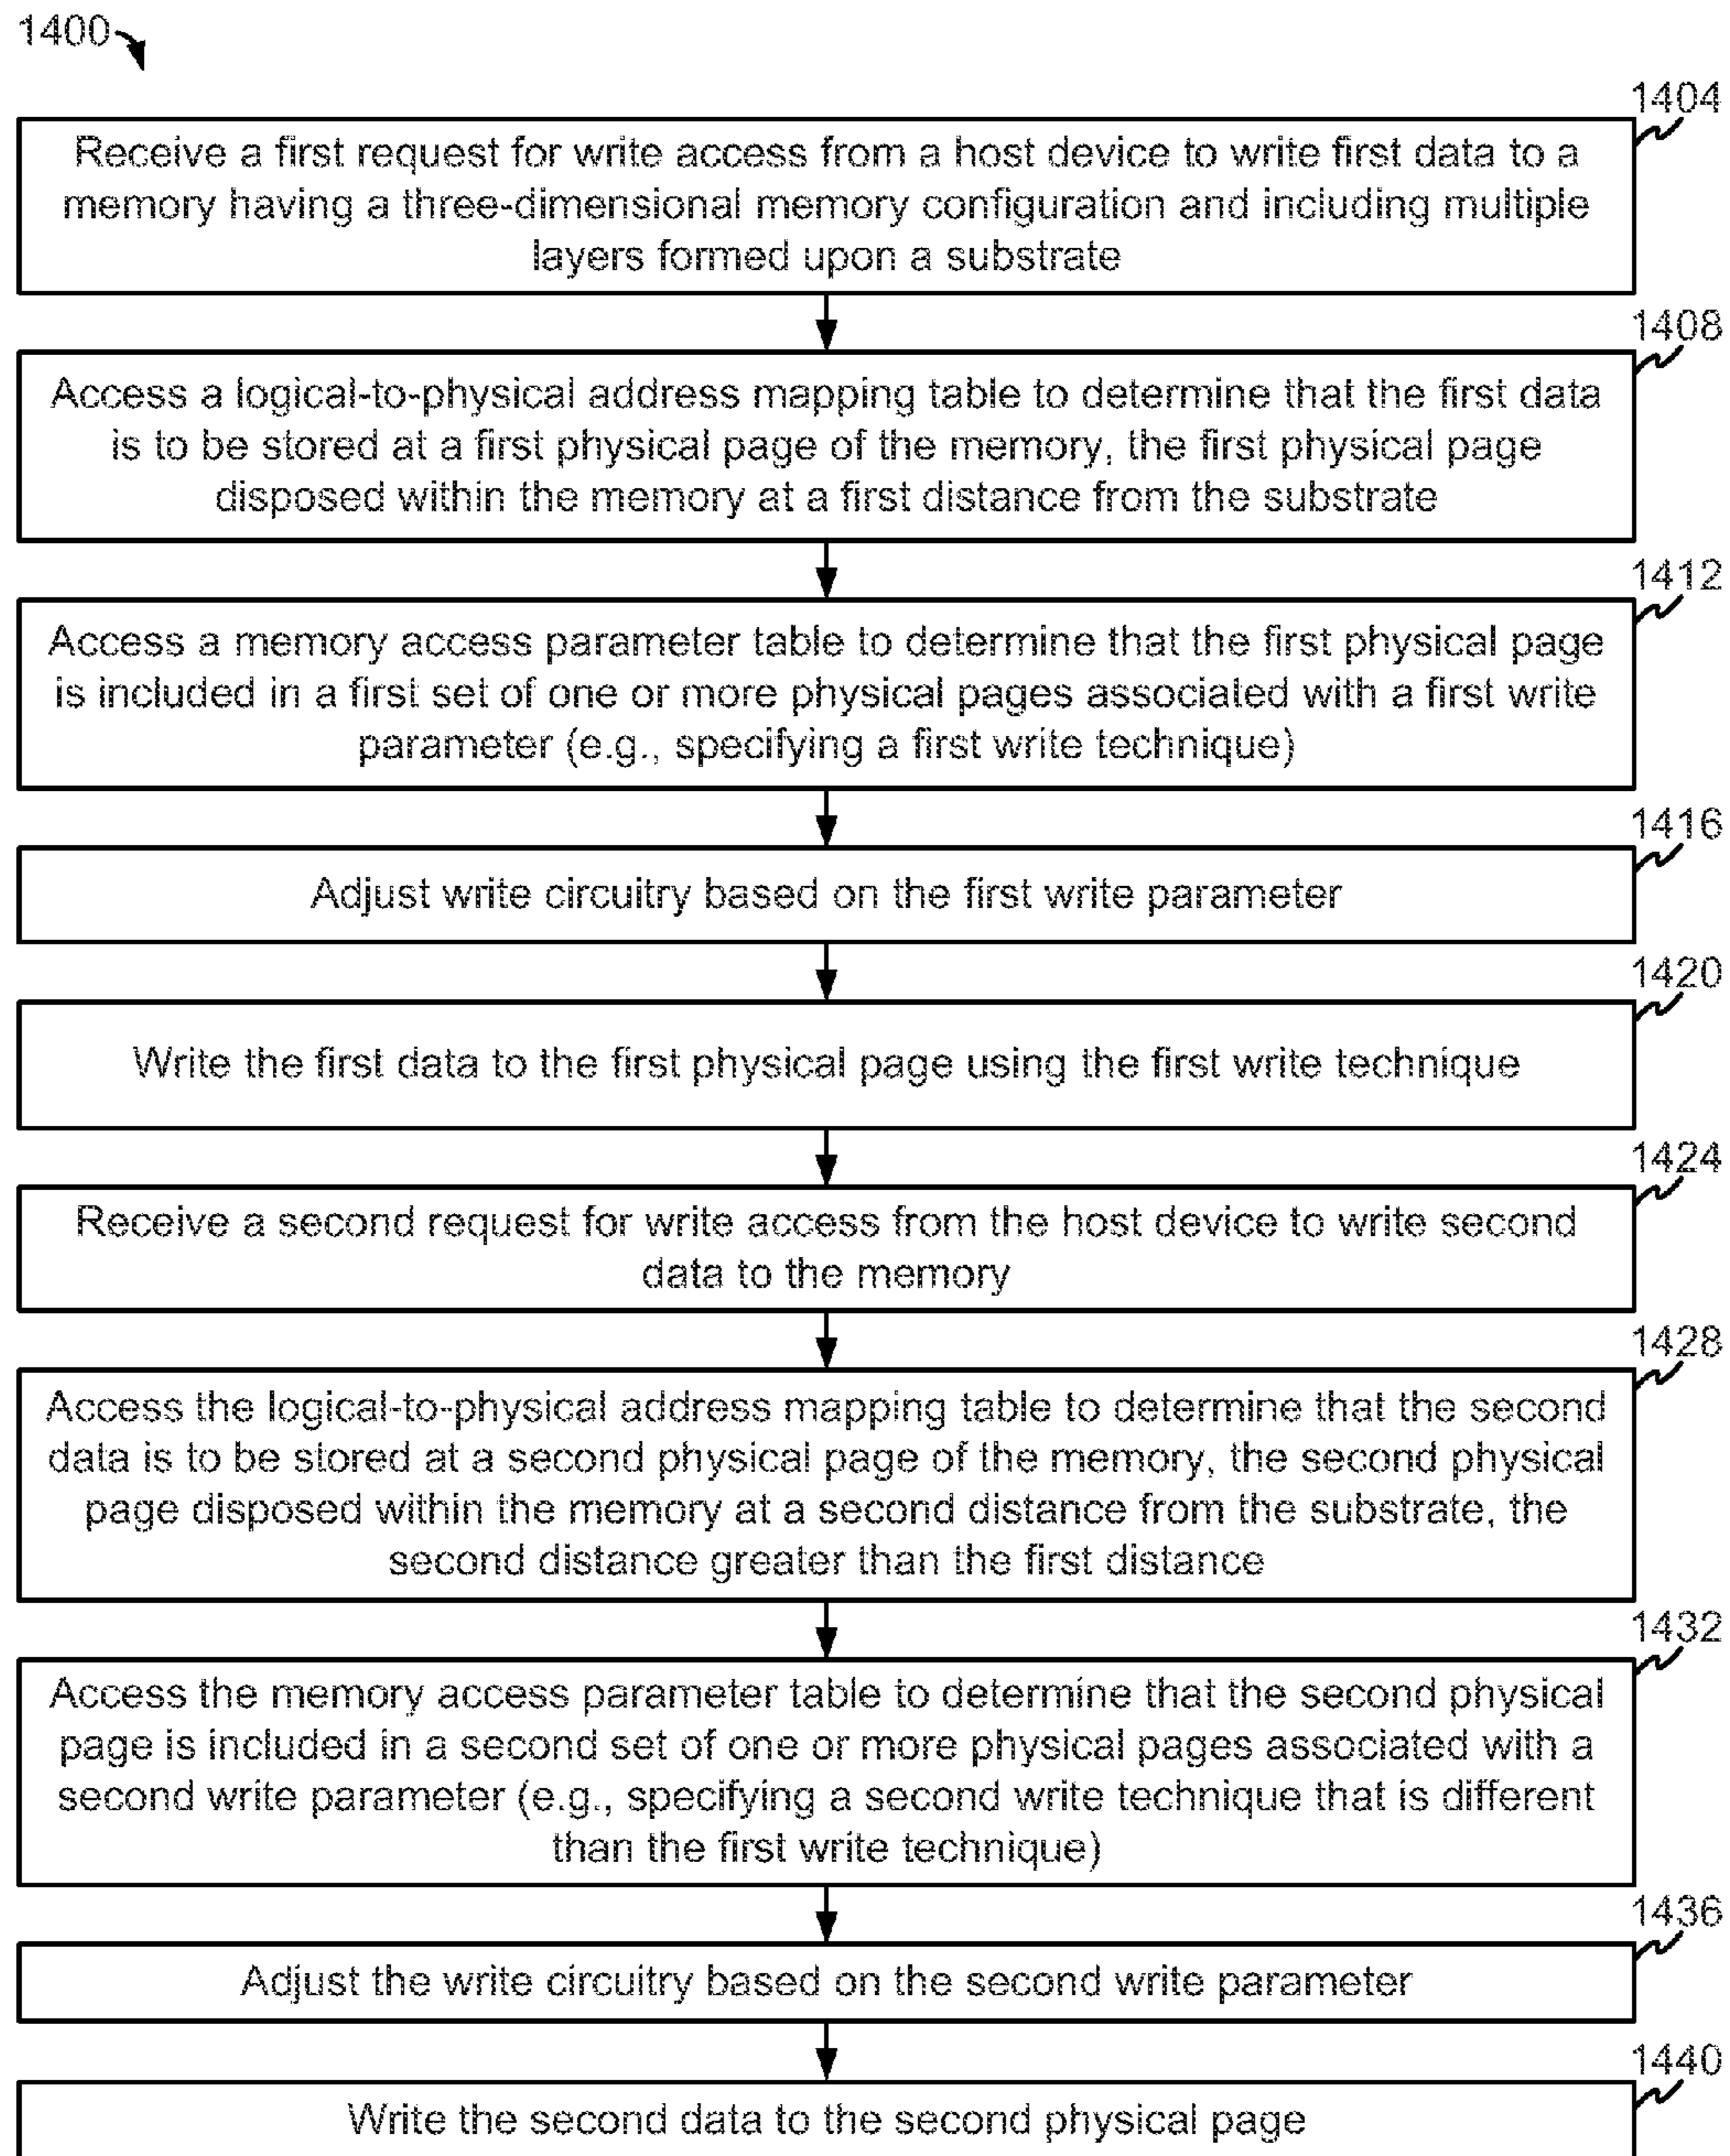 1400
1404
Receive a first request for write access from a host device to write first data to a
memory having a three-dimensional memory configuration and including multiple
layers formed upon a substrate
1408
Access a logical-to-physical address mapping table to determine that the first data
is to be stored at a first physical page of the memory, the first physical page
disposed within the memory at a first distance from the substrate
1412
Access a memory access parameter table to determine that the first physical page
is included in a first set of one or more physical pages associated with a first write
parameter (e.g., specifying a first write technique)
1416
Adjust write circuitry based on the first write parameter
1420
Write the first data to the first physical page using the first write technique
1424
Receive a second request for write access from the host device to write second
data to the memory
1428
Access the logical-to-physical address mapping table to determine that the second
data is to be stored at a second physical page of the memory, the second physical
page disposed within the memory at a second distance from the substrate, the
second distance greater than the first distance
1432
Access the memory access parameter table to determine that the second physical
page is included in a second set of one or more physical pages associated with a
second write parameter (e.g., specifying a second write technique that is different
than the first write technique)
1436
Adjust the write circuitry based on the second write parameter
1440
Write the second data to the second physical page